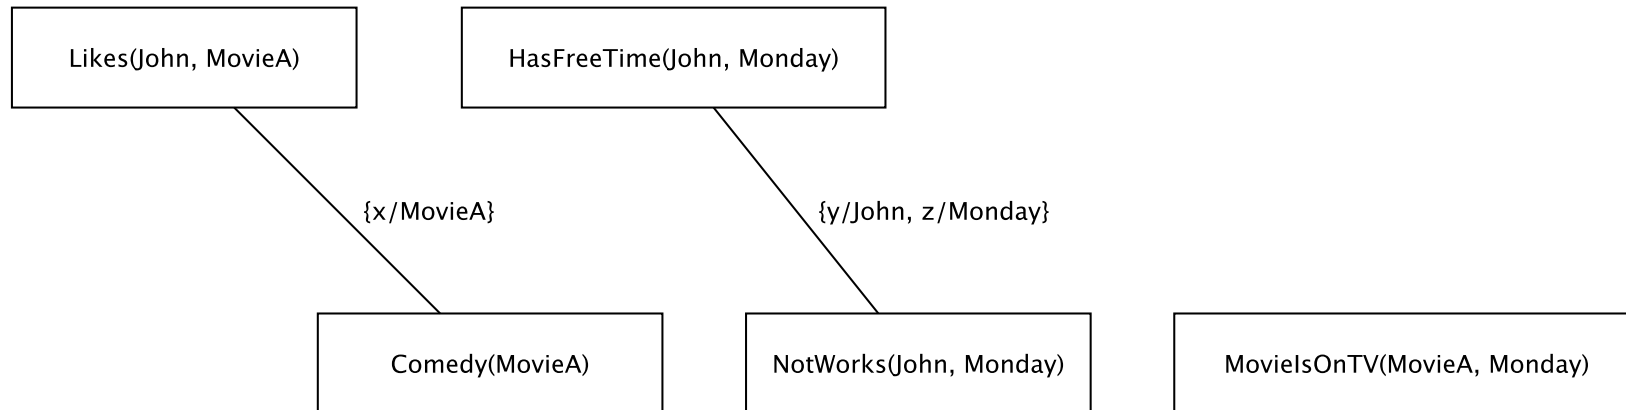 Likes(John, MovieA)
HasFreeTime(John, Monday)
{x/MovieA}
{y/John, z/Monday}
Comedy(MovieA)
NotWorks(John, Monday)
MovieIsOnTV(MovieA, Monday)